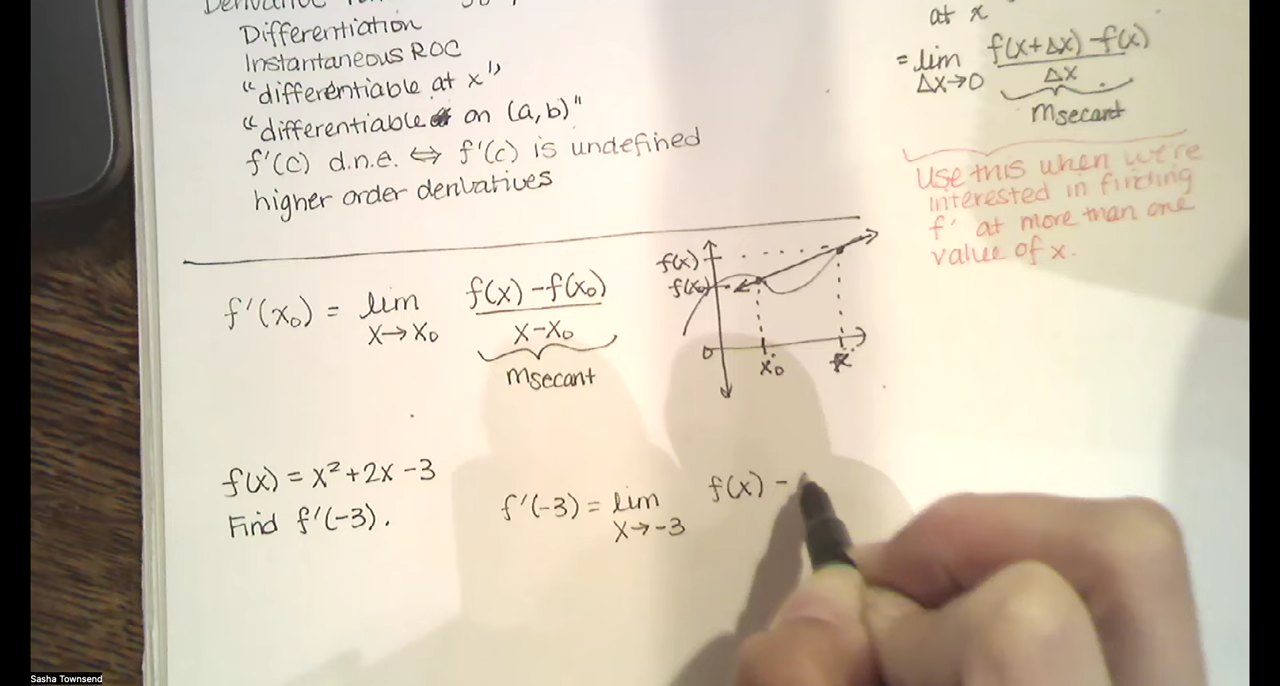 Differentiation
Instantaneous ROC
"differentiable at x"
"differentiable on (a,b)"
f'(c) d.n.e. ⇔ f'(c) is undefined
higher order derivatives
at x
= lim f(x+Δx) - f(x)
Δx→0 Δx
msecant
Use this when we're
interested in finding
f' at more than one
value of x.
f'(x₀) = lim f(x) - f(x₀)
x→x₀ x-x₀
msecant
f(x)
f(x₀)
0
x₀ x
f(x) = x²+2x-3
Find f'(-3).
f'(-3) = lim f(x) -
x→-3
Sasha Townsend